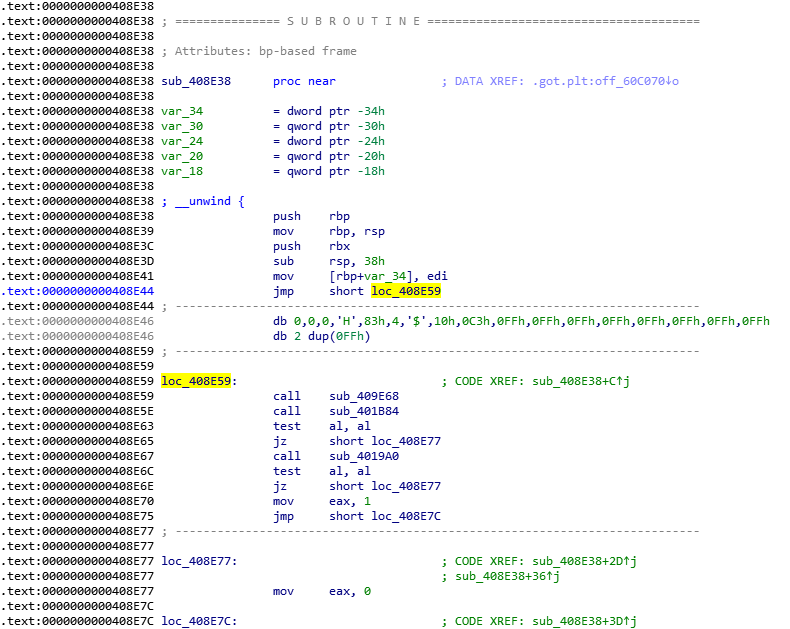 .text:0000000000408E38
.text:0000000000408E38 ; =============== S U B R O U T I N E =======================================
.text:0000000000408E38
.text:0000000000408E38 ; Attributes: bp-based frame
.text:0000000000408E38
.text:0000000000408E38 sub_408E38 proc near ; DATA XREF: .got.plt:off_60C070↓o
.text:0000000000408E38
.text:0000000000408E38 var_34 = dword ptr -34h
.text:0000000000408E38 var_30 = qword ptr -30h
.text:0000000000408E38 var_24 = dword ptr -24h
.text:0000000000408E38 var_20 = qword ptr -20h
.text:0000000000408E38 var_18 = qword ptr -18h
.text:0000000000408E38
.text:0000000000408E38 ; __unwind {
.text:0000000000408E38 push rbp
.text:0000000000408E39 mov rbp, rsp
.text:0000000000408E3C push rbx
.text:0000000000408E3D sub rsp, 38h
.text:0000000000408E41 mov [rbp+var_34], edi
.text:0000000000408E44 jmp short loc_408E59
.text:0000000000408E44 ; ---------------------------------------------------------------------------
.text:0000000000408E46 db 0,0,0,'H',83h,4,'$',10h,0C3h,0FFh,0FFh,0FFh,0FFh,0FFh,0FFh,0FFh,0FFh
.text:0000000000408E46 db 2 dup(0FFh)
.text:0000000000408E59 ; ---------------------------------------------------------------------------
.text:0000000000408E59
.text:0000000000408E59 loc_408E59: ; CODE XREF: sub_408E38+C↑j
.text:0000000000408E59 call sub_409E68
.text:0000000000408E5E call sub_401B84
.text:0000000000408E63 test al, al
.text:0000000000408E65 jz short loc_408E77
.text:0000000000408E67 call sub_4019A0
.text:0000000000408E6C test al, al
.text:0000000000408E6E jz short loc_408E77
.text:0000000000408E70 mov eax, 1
.text:0000000000408E75 jmp short loc_408E7C
.text:0000000000408E77 ; ---------------------------------------------------------------------------
.text:0000000000408E77
.text:0000000000408E77 loc_408E77: ; CODE XREF: sub_408E38+2D↑j
.text:0000000000408E77 ; sub_408E38+36↑j
.text:0000000000408E77 mov eax, 0
.text:0000000000408E7C
.text:0000000000408E7C loc_408E7C: ; CODE XREF: sub_408E38+3D↑j